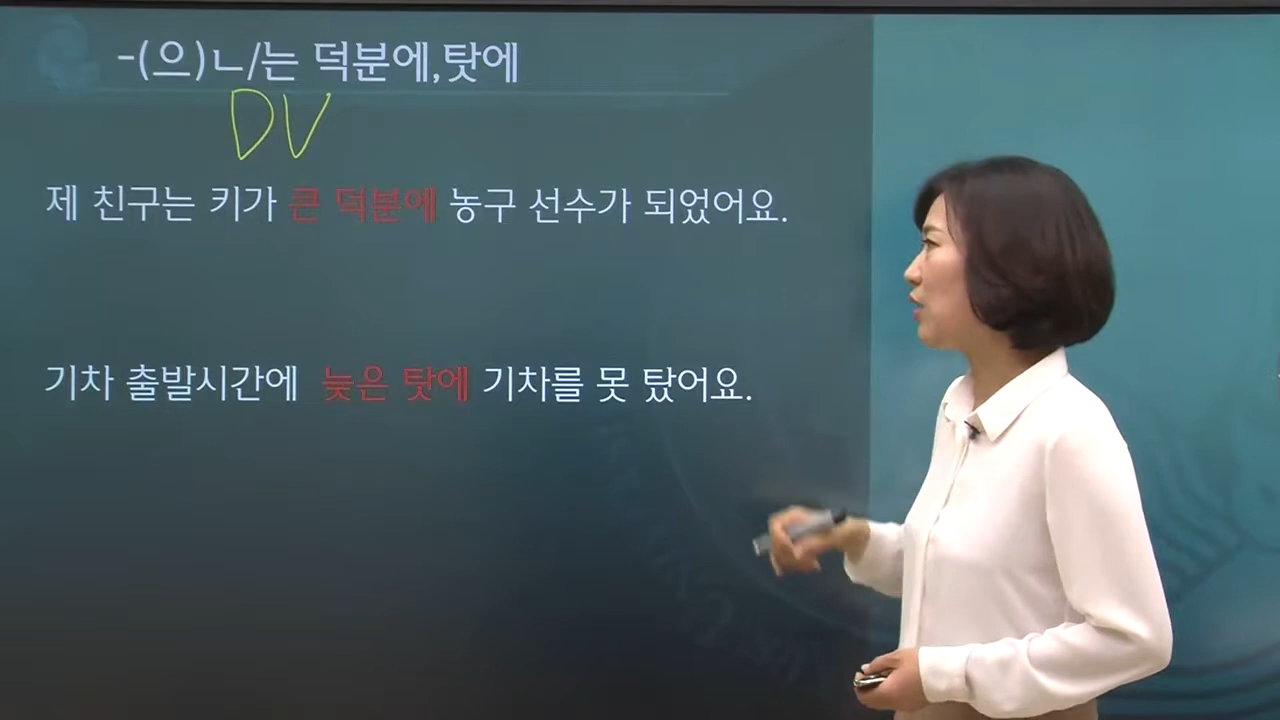 -(으)ㄴ/는 덕분에,탓에
DV
제 친구는 키가 큰 덕분에 농구 선수가 되었어요.
기차 출발시간에 늦은 탓에 기차를 못 탔어요.